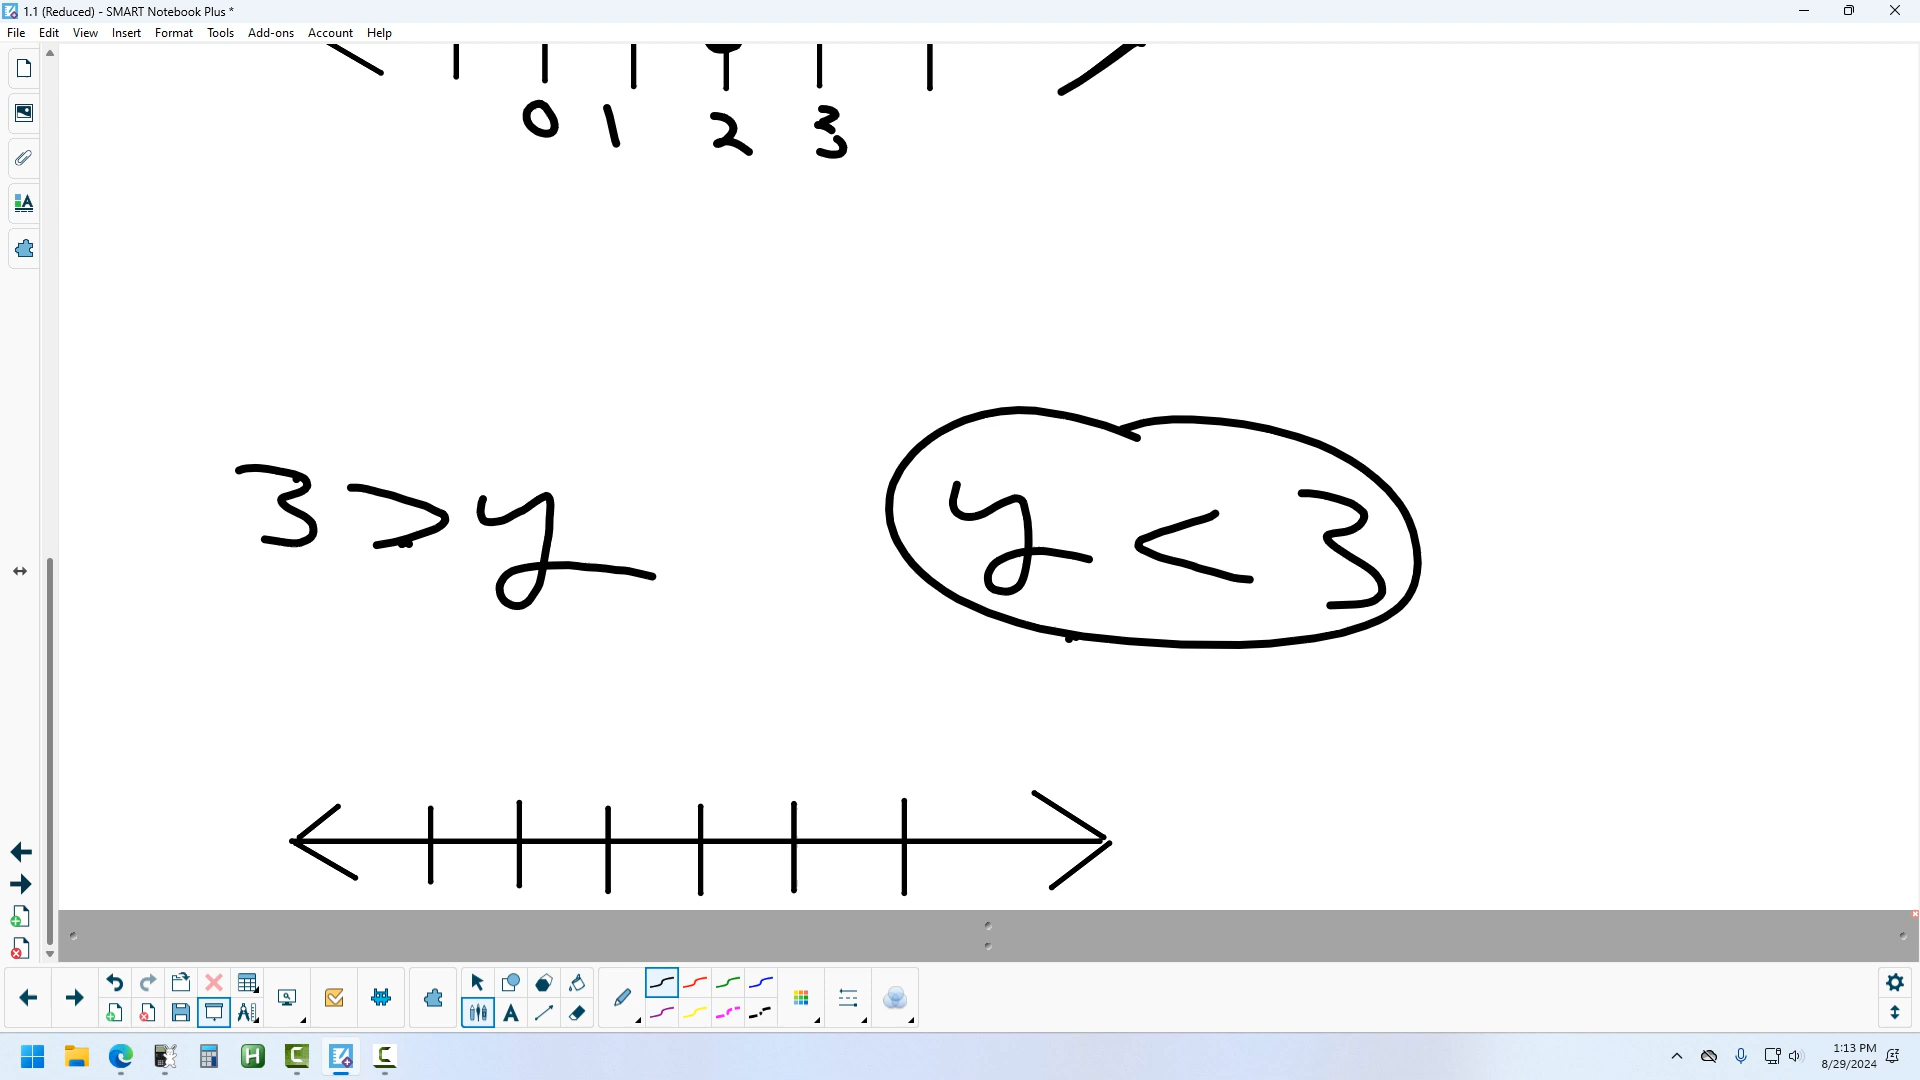 1.1 (Reduced) - SMART Notebook Plus *
File Edit View Insert Format Tools Add-ons Account Help
0 1 2 3
3 > y
y < 3
1:13 PM
8/29/2024